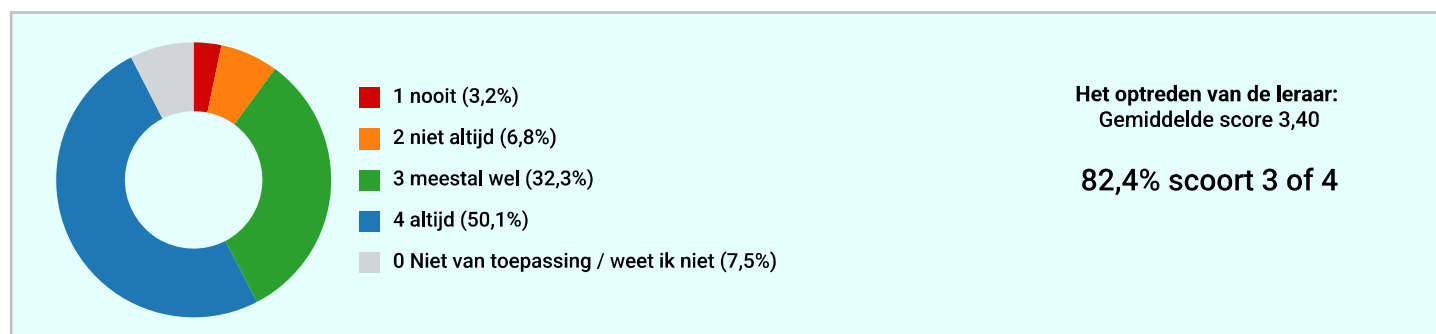 1 nooit (3,2%)
2 niet altijd (6,8%)
3 meestal wel (32,3%)
4 altijd (50,1%)
0 Niet van toepassing / weet ik niet (7,5%)
Het optreden van de leraar:
Gemiddelde score 3,40
82,4% scoort 3 of 4